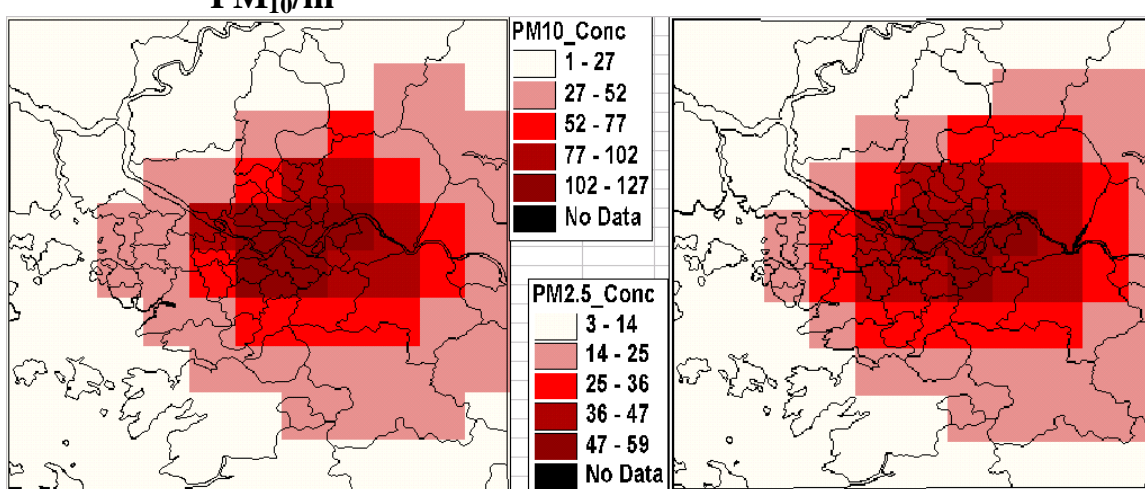 PM10/m
PM10_Conc
1 - 27
27 - 52
52 - 77
77 - 102
102 - 127
No Data
PM2.5_Conc
3 - 14
14 - 25
25 - 36
36 - 47
47 - 59
No Data